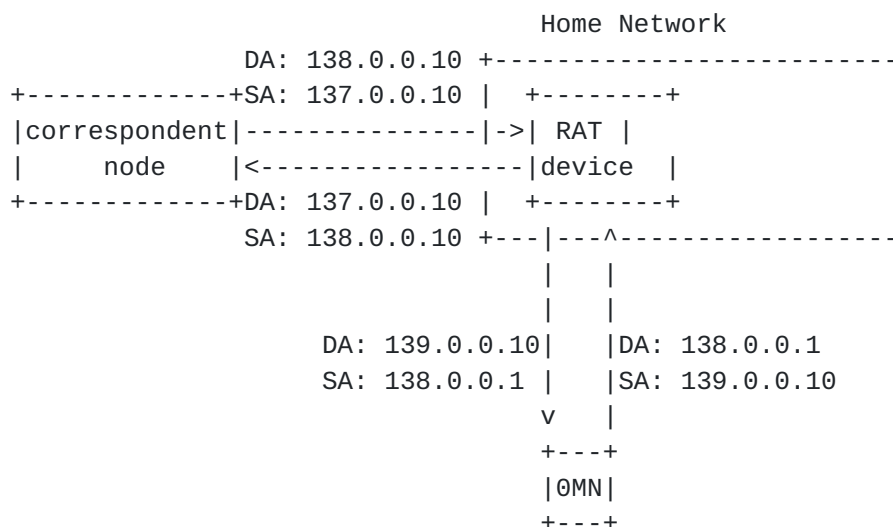 Home Network
DA: 138.0.0.10 +--------------------------
+-------------+SA: 137.0.0.10 | +--------+
|correspondent|---------------|->| RAT |
| node |<-----------------|device |
+-------------+DA: 137.0.0.10 | +--------+
SA: 138.0.0.10 +---|---^------------------
| |
| |
DA: 139.0.0.10| |DA: 138.0.0.1
SA: 138.0.0.1 | |SA: 139.0.0.10
v |
+---+
|0MN|
+---+